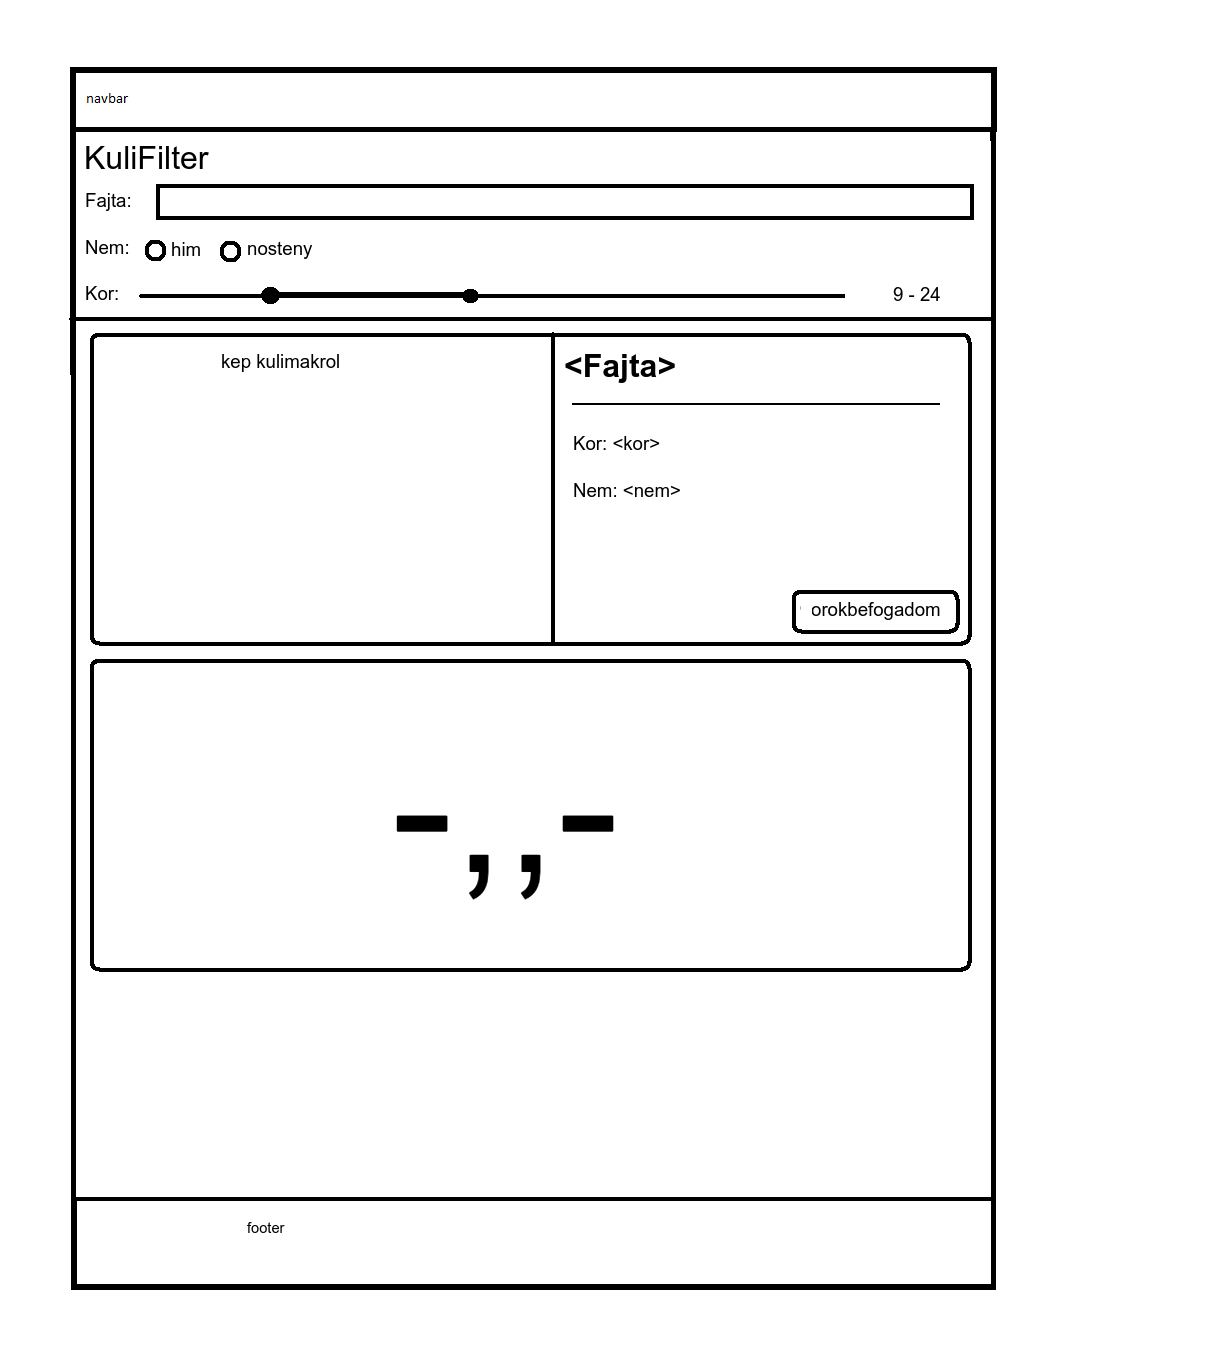 navbar
KuliFilter
Fajta:
Nem: him nosteny
Kor: 9 - 24
kep kulimakrol
<Fajta>
Kor: <kor>
Nem: <nem>
orokbefogadom
-,,-
footer